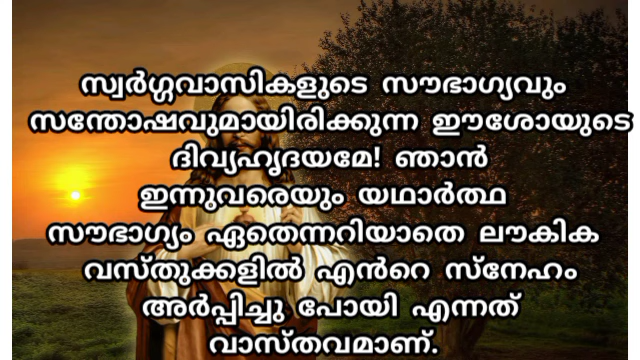 സ്വർഗ്ഗവാസികളുടെ സൗഭാഗ്യവും
സന്തോഷവുമായിരിക്കുന്ന ഈശോയുടെ
ദിവ്യഹൃദയമേ! ഞാൻ
ഇന്നുവരെയും യഥാർത്ഥ
സൗഭാഗ്യം ഏതെന്നറിയാതെ ലൗകിക
വസ്തുക്കളിൽ എൻറെ സ്നേഹം
അർപ്പിച്ചു പോയി എന്നത്
വാസ്തവമാണ്.